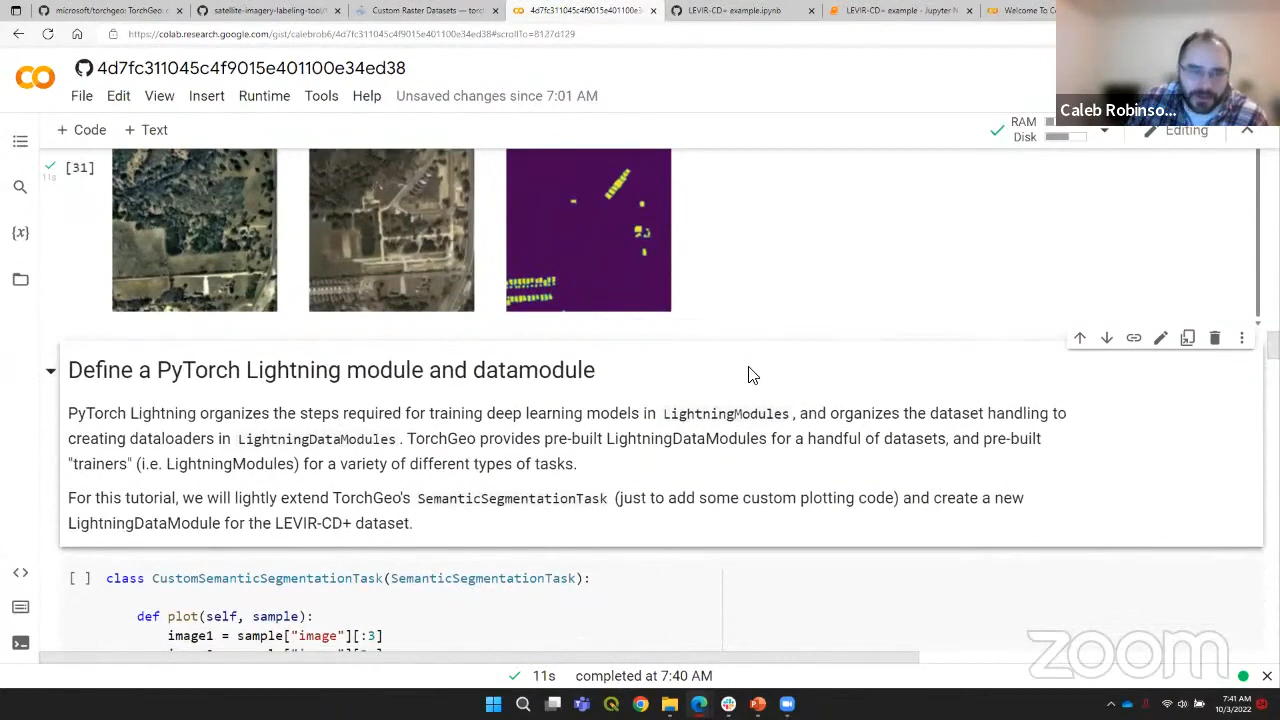 microsoft/torchgeo: TorchGeo:
satellite-imagery-labeling-tool/
Custom Raster Datasets — torc
4d7fc311045c4f9015e401100e3
LEVIR-CD+ example.ipynb
LEVIR-CD+ example - Jupyter N
Welcome To C
https://colab.research.google.com/gist/calebrob6/4d7fc311045c4f9015e401100e34ed38#scrollTo=8127d129
4d7fc311045c4f9015e401100e34ed38
File Edit View Insert Runtime Tools Help Unsaved changes since 7:01 AM
Caleb Robinso...
+ Code + Text
RAM
Disk
Editing
[31]
11s
{x}
Define a PyTorch Lightning module and datamodule
PyTorch Lightning organizes the steps required for training deep learning models in LightningModules, and organizes the dataset handling to
creating dataloaders in LightningDataModules. TorchGeo provides pre-built LightningDataModules for a handful of datasets, and pre-built
"trainers" (i.e. LightningModules) for a variety of different types of tasks.
For this tutorial, we will lightly extend TorchGeo's SemanticSegmentationTask (just to add some custom plotting code) and create a new
LightningDataModule for the LEVIR-CD+ dataset.
[ ] class CustomSemanticSegmentationTask(SemanticSegmentationTask):
def plot(self, sample):
image1 = sample["image"][:3]
zoom
11s completed at 7:40 AM
7:41 AM
10/3/2022